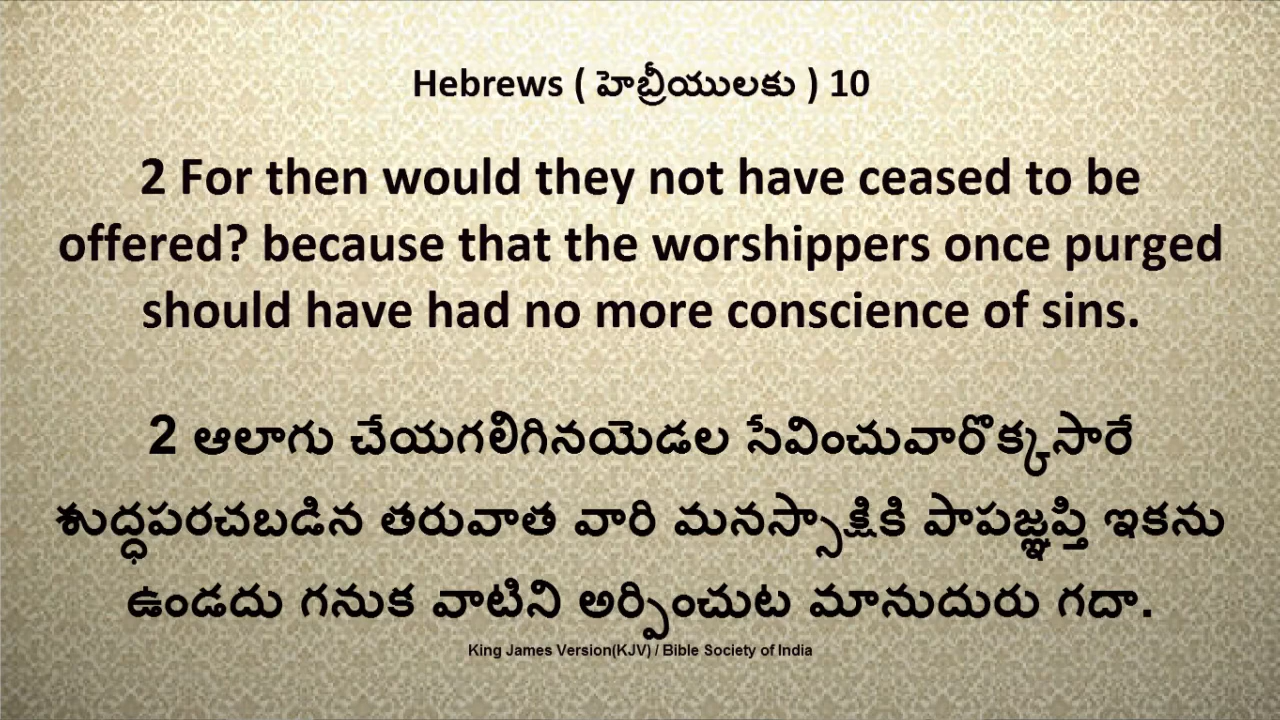 Hebrews ( హెబ్రీయులకు ) 10
2 For then would they not have ceased to be
offered? because that the worshippers once purged
should have had no more conscience of sins.
2 ఆలాగు చేయగలిగినయెడల సేవించువారొక్కసారే
శుద్ధపరచబడిన తరువాత వారి మనస్సాక్షికి పాపజ్ఞప్తి ఇకను
ఉండదు గనుక వాటిని అర్పించుట మానుదురు గదా.
King James Version(KJV) / Bible Society of India